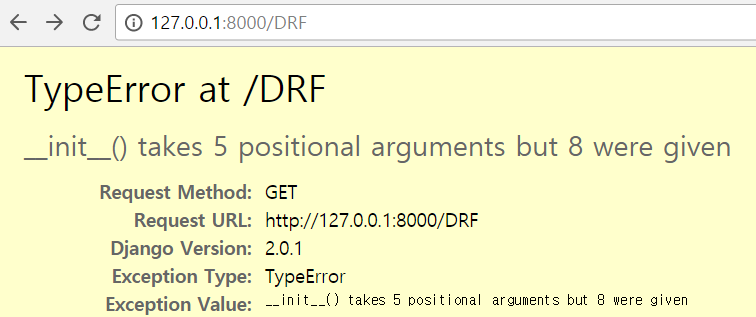 127.0.0.1:8000/DRF
TypeError at /DRF
__init__() takes 5 positional arguments but 8 were given
Request Method: GET
Request URL: http://127.0.0.1:8000/DRF
Django Version: 2.0.1
Exception Type: TypeError
Exception Value: __init__() takes 5 positional arguments but 8 were given